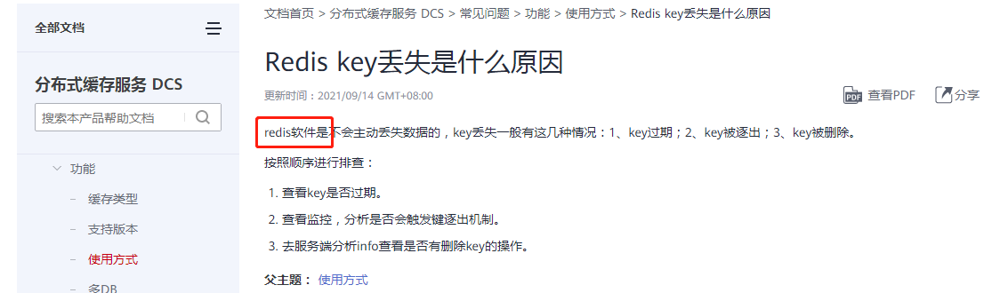 全部文档
分布式缓存服务 DCS
搜索本产品帮助文档
功能
缓存类型
支持版本
使用方式
多DB
文档首页 > 分布式缓存服务 DCS > 常见问题 > 功能 > 使用方式 > Redis key丢失是什么原因
Redis key丢失是什么原因
更新时间：2021/09/14 GMT+08:00
PDF 查看PDF 分享
redis软件是不会主动丢失数据的，key丢失一般有这几种情况：1、key过期；2、key被逐出；3、key被删除。
按照顺序进行排查：
1. 查看key是否过期。
2. 查看监控，分析是否会触发键逐出机制。
3. 去服务端分析info查看是否有删除key的操作。
父主题： 使用方式